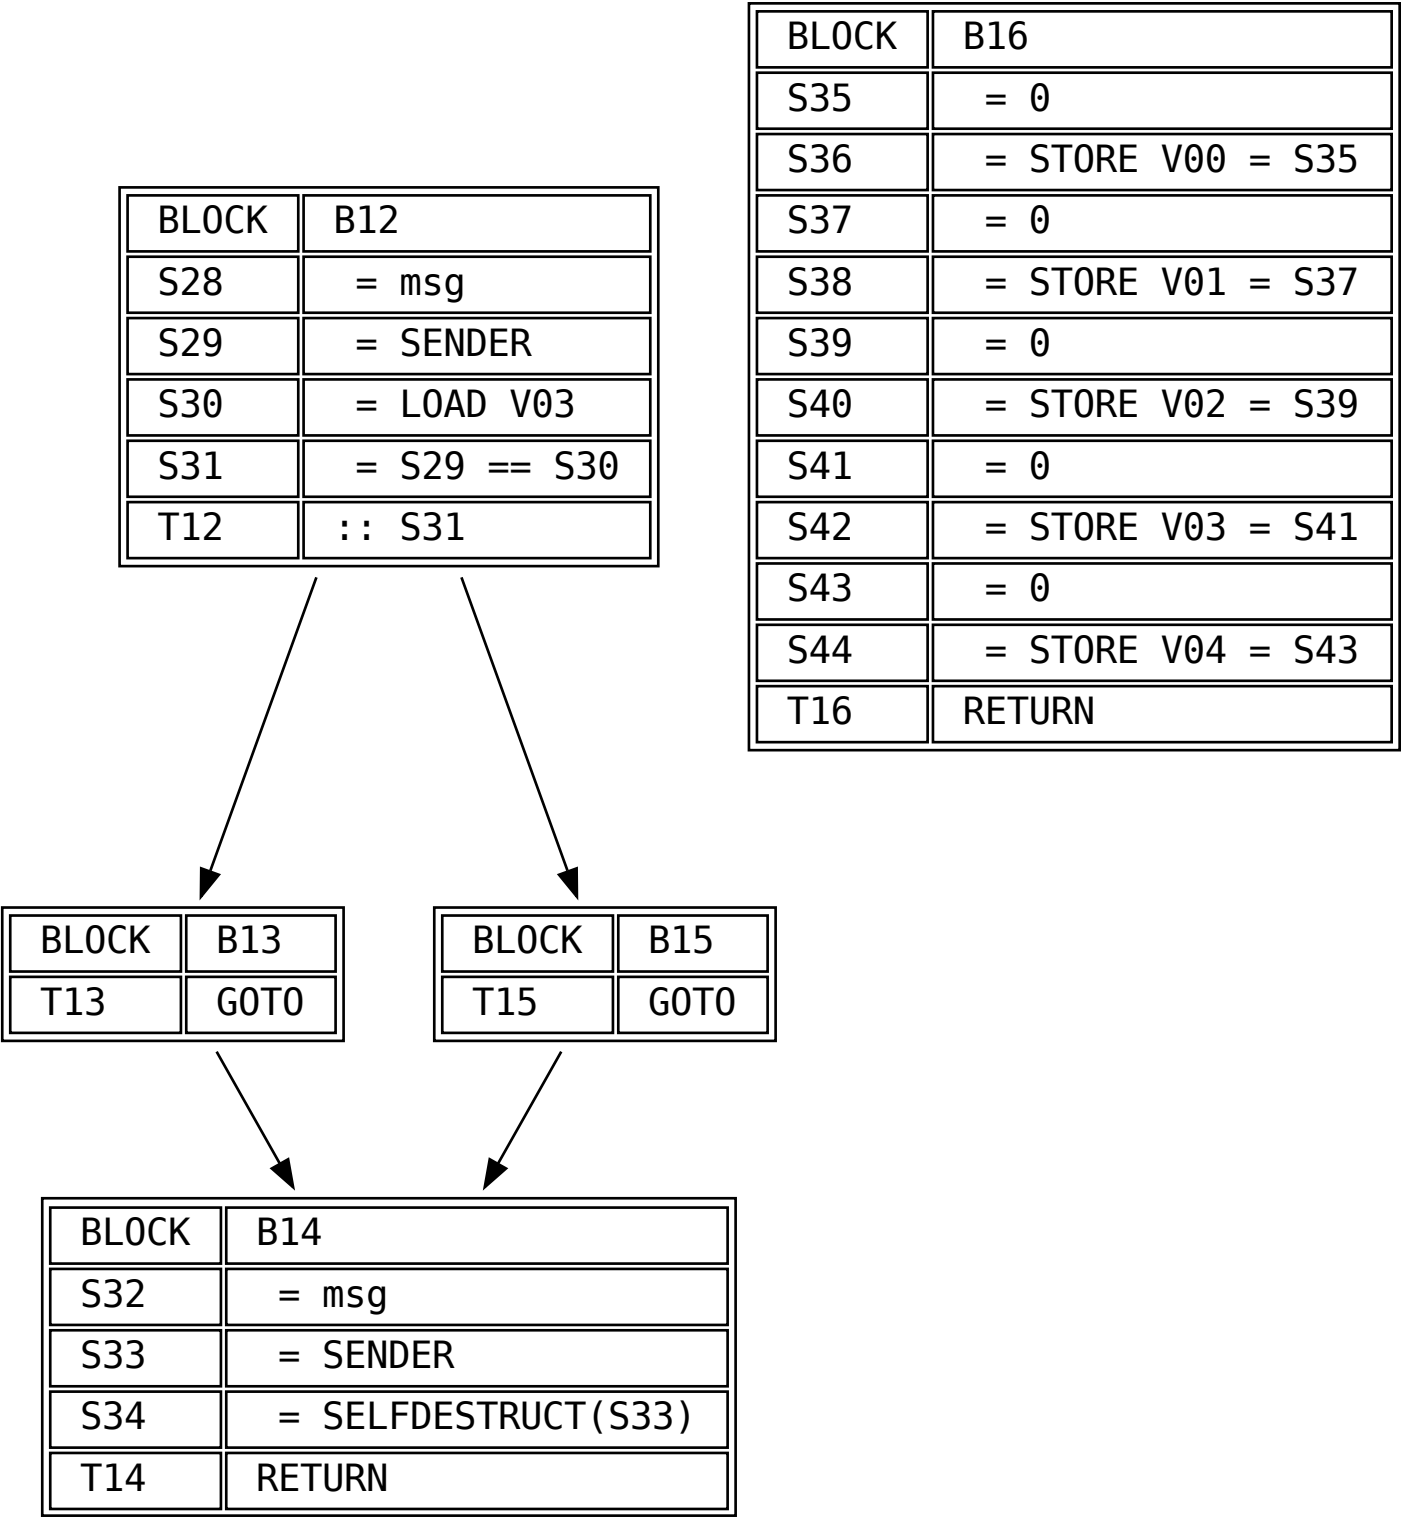 BLOCK B16
S35 = 0
S36 = STORE V00 = S35
S37 = 0
S38 = STORE V01 = S37
S39 = 0
S40 = STORE V02 = S39
S41 = 0
S42 = STORE V03 = S41
S43 = 0
S44 = STORE V04 = S43
T16 RETURN
BLOCK B12
S28 = msg
S29 = SENDER
S30 = LOAD V03
S31 = S29 == S30
T12 :: S31
BLOCK B13
T13 GOTO
BLOCK B15
T15 GOTO
BLOCK B14
S32 = msg
S33 = SENDER
S34 = SELFDESTRUCT(S33)
T14 RETURN